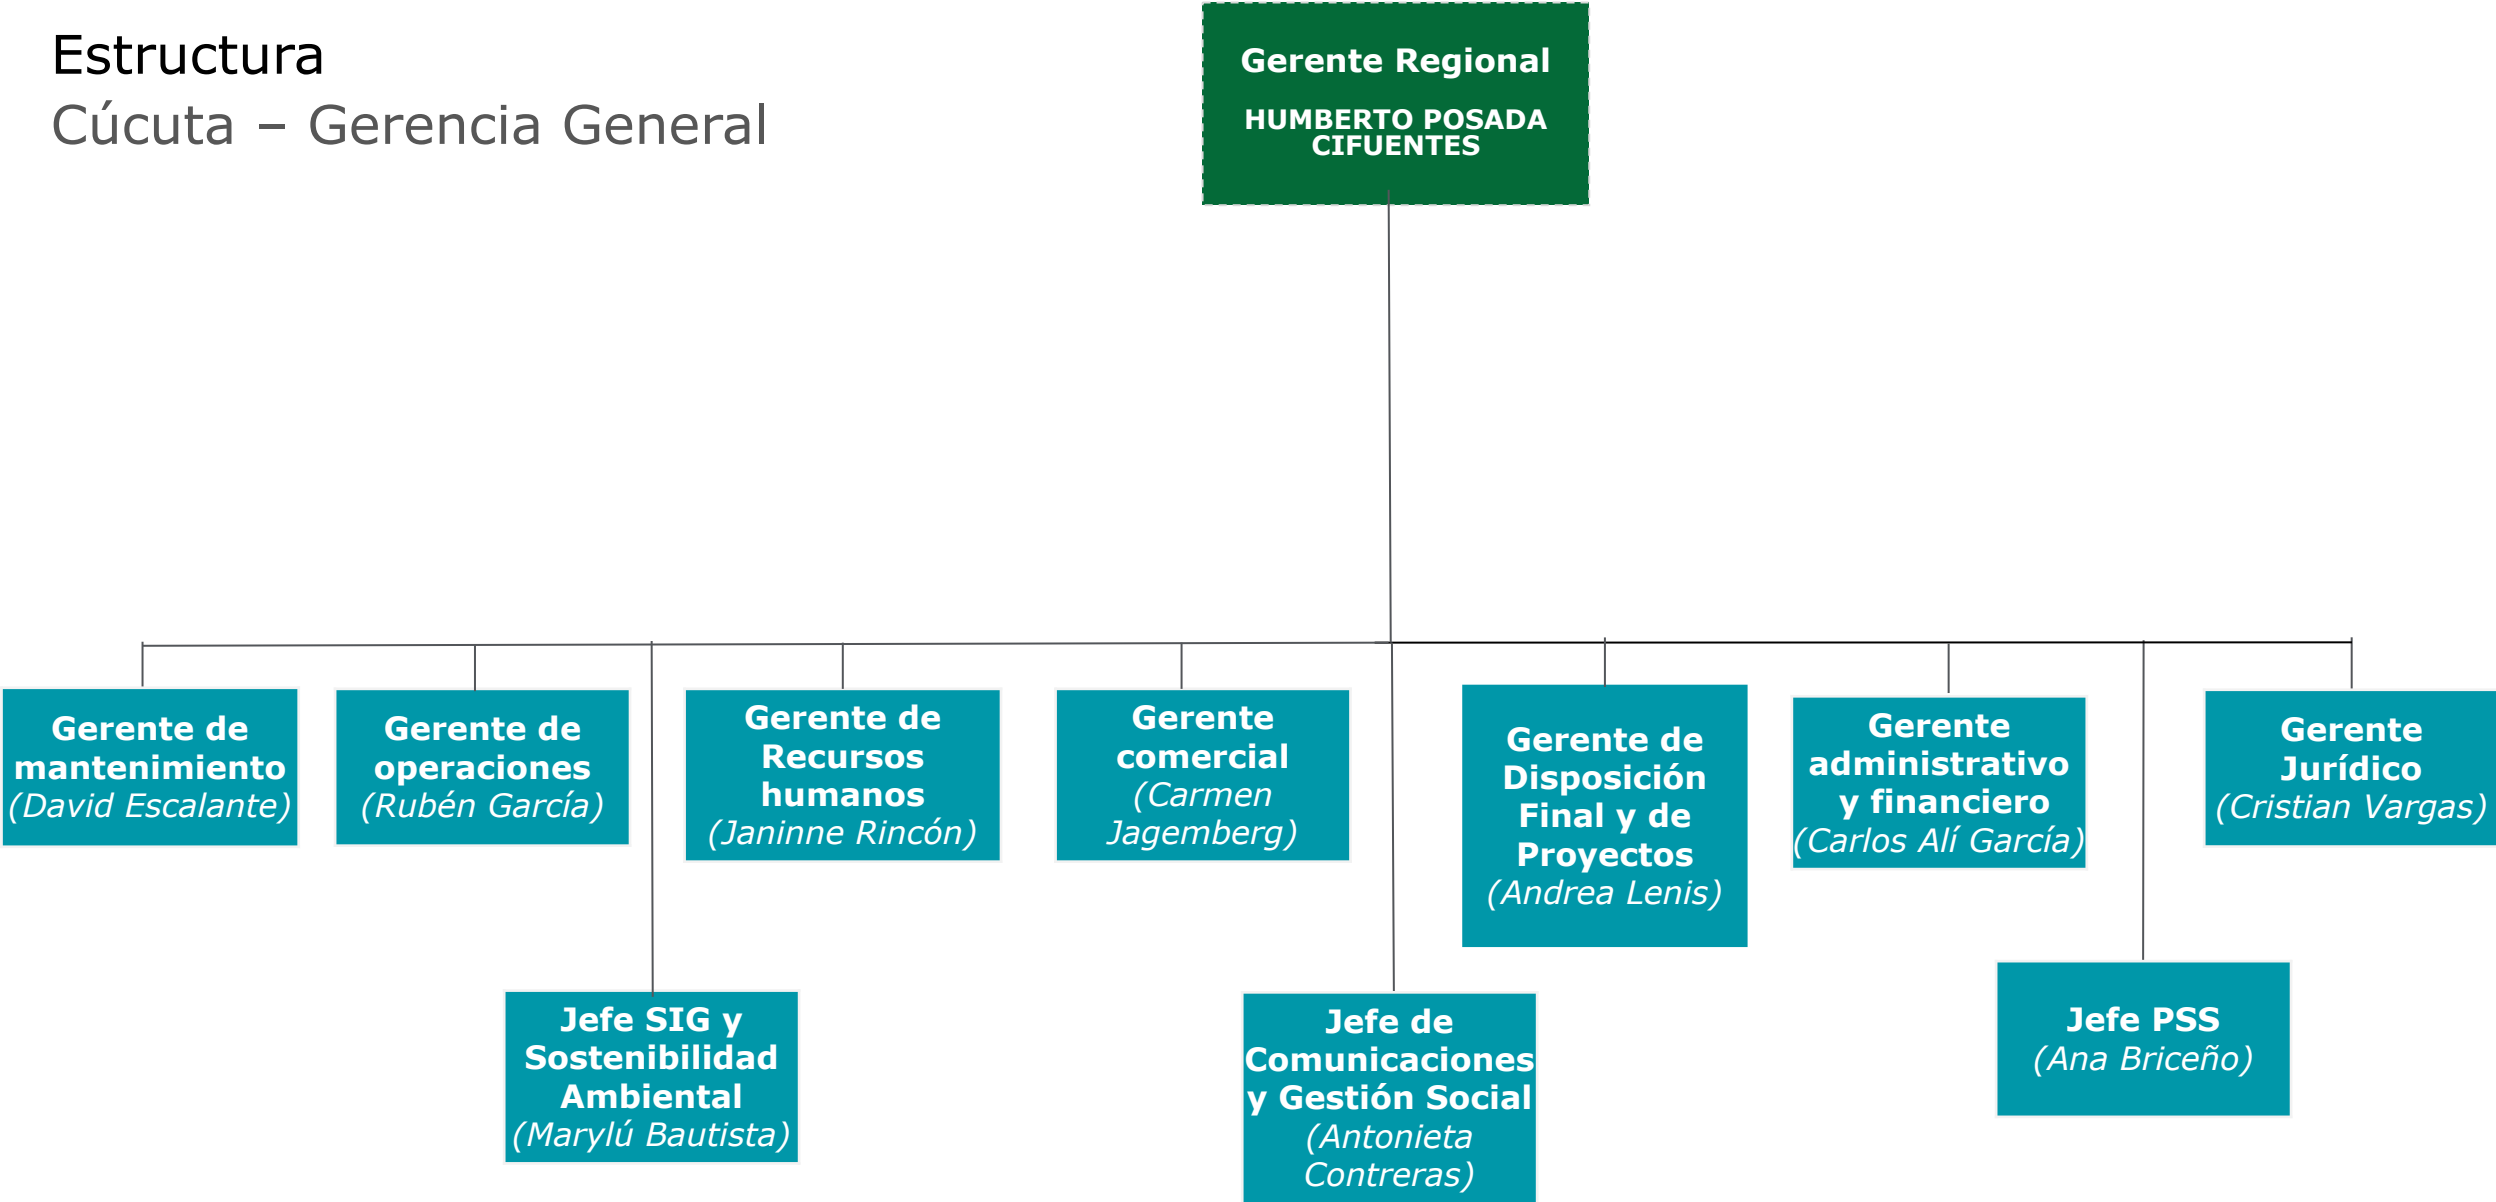 Estructura
Cúcuta – Gerencia General
Gerente Regional
HUMBERTO POSADA
CIFUENTES
Gerente de
mantenimiento
(David Escalante)
Gerente de
operaciones
(Rubén García)
Gerente de
Recursos
humanos
(Janinne Rincón)
Gerente
comercial
(Carmen
Jagemberg)
Gerente de
Disposición
Final y de
Proyectos
(Andrea Lenis)
Gerente
administrativo
y financiero
(Carlos Alí García)
Gerente
Jurídico
(Cristian Vargas)
Jefe SIG y
Sostenibilidad
Ambiental
(Marylú Bautista)
Jefe de
Comunicaciones
y Gestión Social
(Antonieta
Contreras)
Jefe PSS
(Ana Briceño)